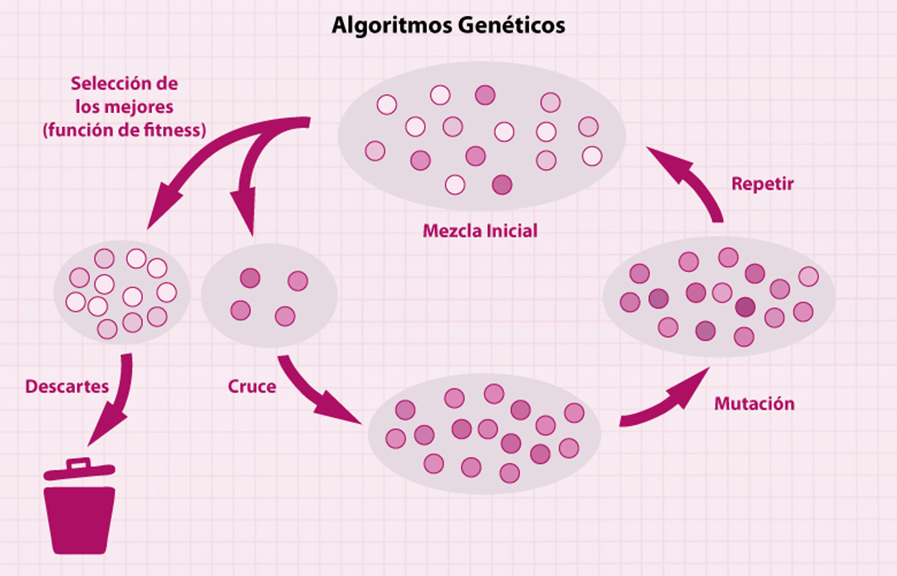 Algoritmos Genéticos
Selección de
los mejores
(función de fitness)
Mezcla Inicial
Repetir
Descartes
Cruce
Mutación